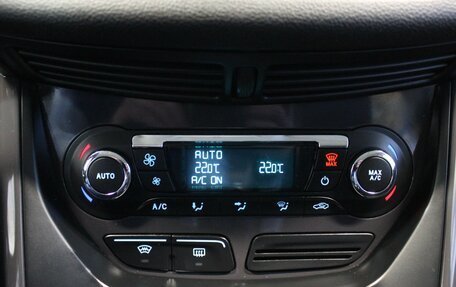 AUTO
22.0°C 22.0°C
A/C ON
MAX
AUTO
MAX
A/C
A/C